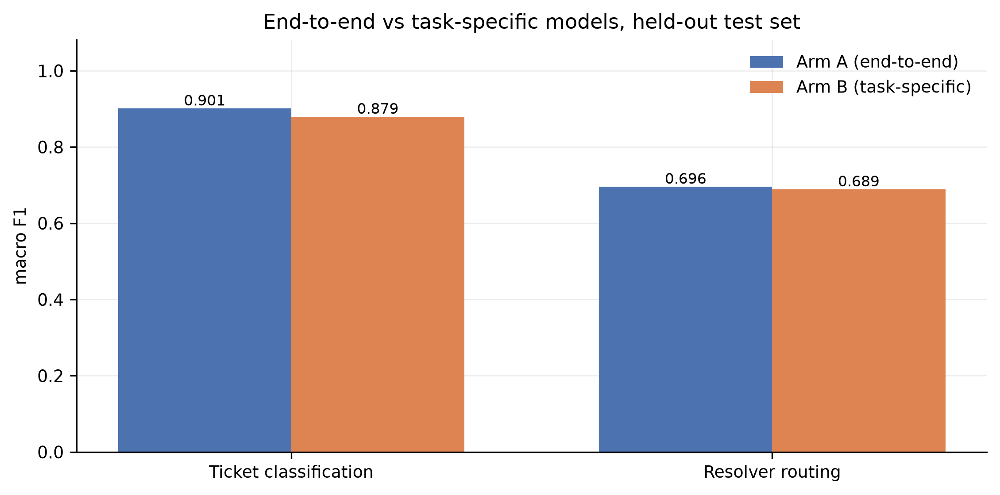 End-to-end vs task-specific models, held-out test set
Arm A (end-to-end)
Arm B (task-specific)
macro F1
1.0
0.8
0.6
0.4
0.2
0.0
0.901
0.879
0.696
0.689
Ticket classification
Resolver routing